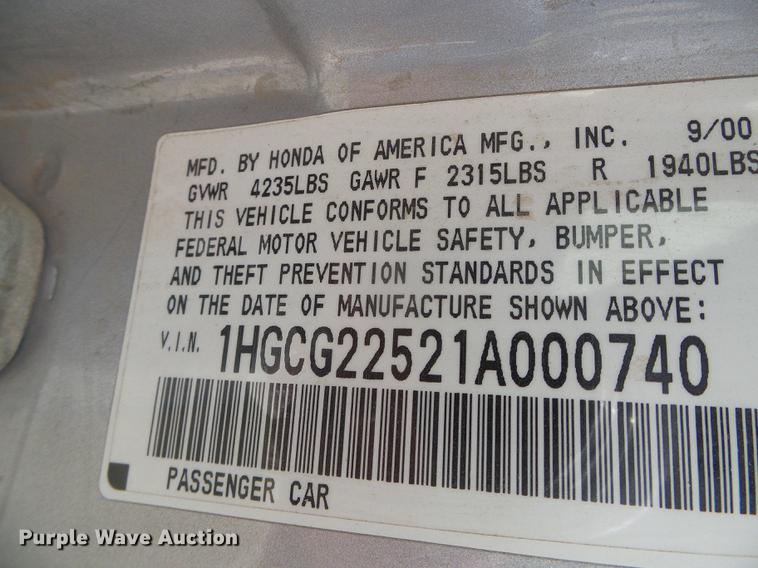 MFD. BY HONDA OF AMERICA MFG., INC. 9/00
GVWR 4235LBS GAWR F 2315LBS R 1940LBS
THIS VEHICLE CONFORMS TO ALL APPLICABLE
FEDERAL MOTOR VEHICLE SAFETY, BUMPER,
AND THEFT PREVENTION STANDARDS IN EFFECT
ON THE DATE OF MANUFACTURE SHOWN ABOVE:
V.I.N. 1HGCG22521A000740
PASSENGER CAR
Purple Wave Auction